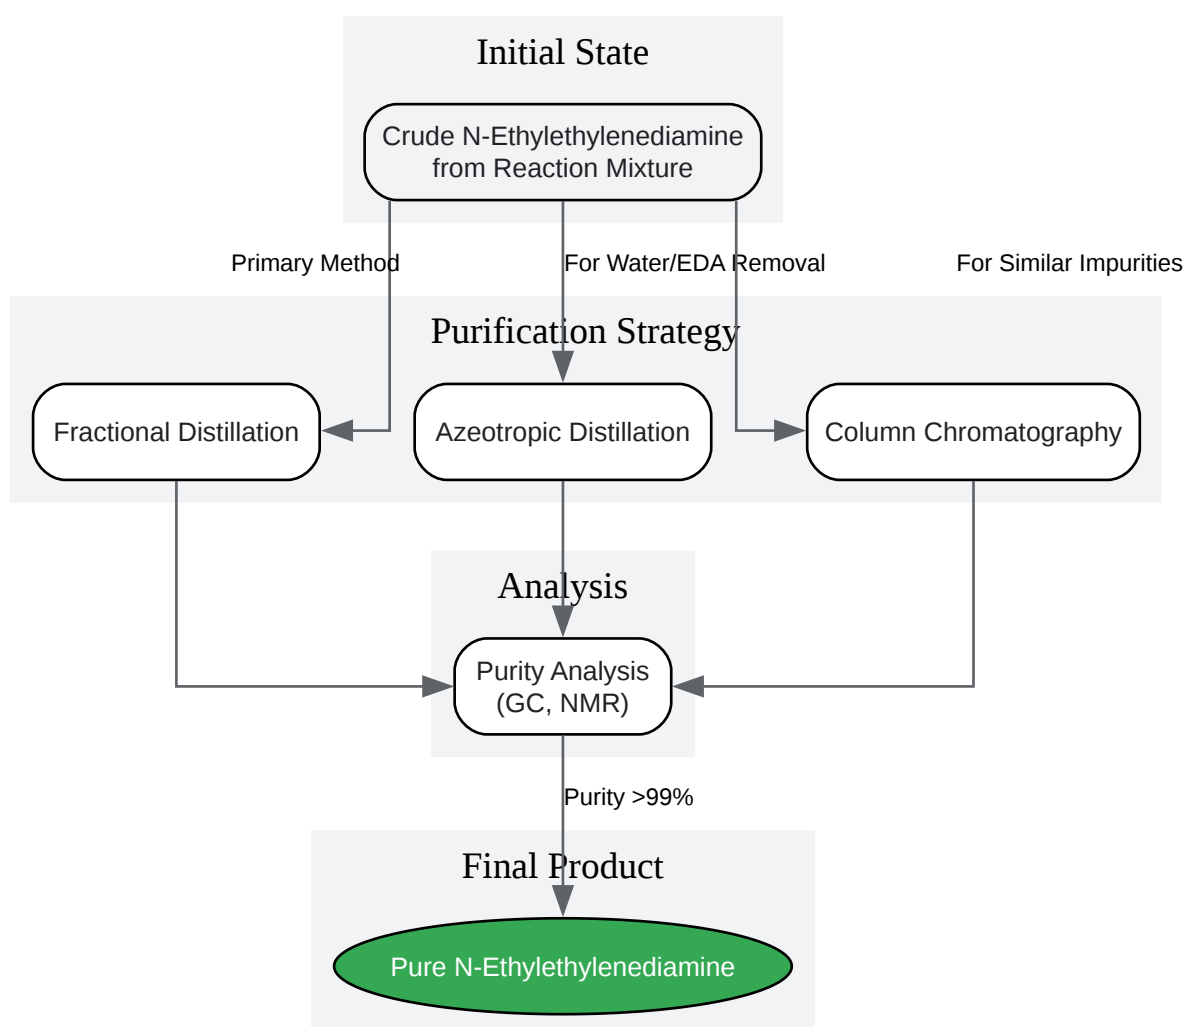 Initial State
Crude N-Ethylethylenediamine
from Reaction Mixture
Primary Method
For Water/EDA Removal
For Similar Impurities
Purification Strategy
Fractional Distillation
Azeotropic Distillation
Column Chromatography
Analysis
Purity Analysis
(GC, NMR)
Purity >99%
Final Product
Pure N-Ethylethylenediamine